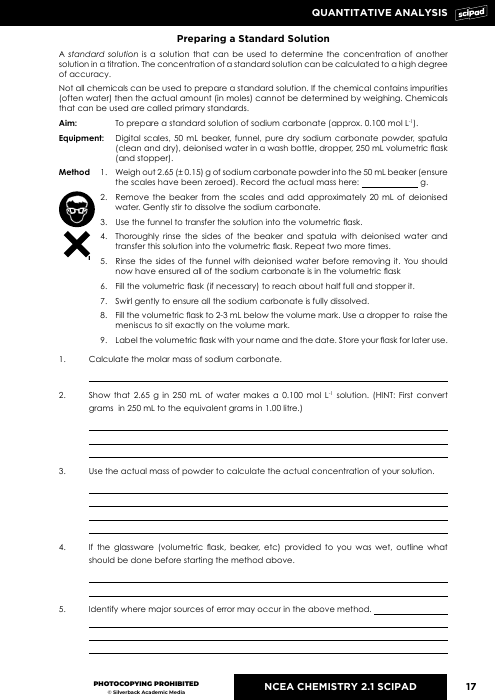 QUANTITATIVE ANALYSIS
scipad
Preparing a Standard Solution
A standard solution is a solution that can be used to determine the concentration of another
solution in a titration. The concentration of a standard solution can be calculated to a high degree
of accuracy.
Not all chemicals can be used to prepare a standard solution. If the chemical contains impurities
(often water) then the actual amount (in moles) cannot be determined by weighing. Chemicals
that can be used are called primary standards.
Aim: To prepare a standard solution of sodium carbonate (approx. 0.100 mol L⁻¹).
Equipment: Digital scales, 50 mL beaker, funnel, pure dry sodium carbonate powder, spatula
(clean and dry), deionised water in a wash bottle, dropper, 250 mL volumetric flask
(and stopper).
Method 1. Weigh out 2.65 (± 0.15) g of sodium carbonate powder into the 50 mL beaker (ensure
the scales have been zeroed). Record the actual mass here: __________ g.
2. Remove the beaker from the scales and add approximately 20 mL of deionised
water. Gently stir to dissolve the sodium carbonate.
3. Use the funnel to transfer the solution into the volumetric flask.
4. Thoroughly rinse the sides of the beaker and spatula with deionised water and
transfer this solution into the volumetric flask. Repeat two more times.
5. Rinse the sides of the funnel with deionised water before removing it. You should
now have ensured all of the sodium carbonate is in the volumetric flask
6. Fill the volumetric flask (if necessary) to reach about half full and stopper it.
7. Swirl gently to ensure all the sodium carbonate is fully dissolved.
8. Fill the volumetric flask to 2-3 mL below the volume mark. Use a dropper to raise the
meniscus to sit exactly on the volume mark.
9. Label the volumetric flask with your name and the date. Store your flask for later use.
1. Calculate the molar mass of sodium carbonate.
2. Show that 2.65 g in 250 mL of water makes a 0.100 mol L⁻¹ solution. (HINT: First convert
grams in 250 mL to the equivalent grams in 1.00 litre.)
3. Use the actual mass of powder to calculate the actual concentration of your solution.
4. If the glassware (volumetric flask, beaker, etc) provided to you was wet, outline what
should be done before starting the method above.
5. Identify where major sources of error may occur in the above method.
PHOTOCOPYING PROHIBITED
© Silverback Academic Media
NCEA CHEMISTRY 2.1 SCIPAD
17